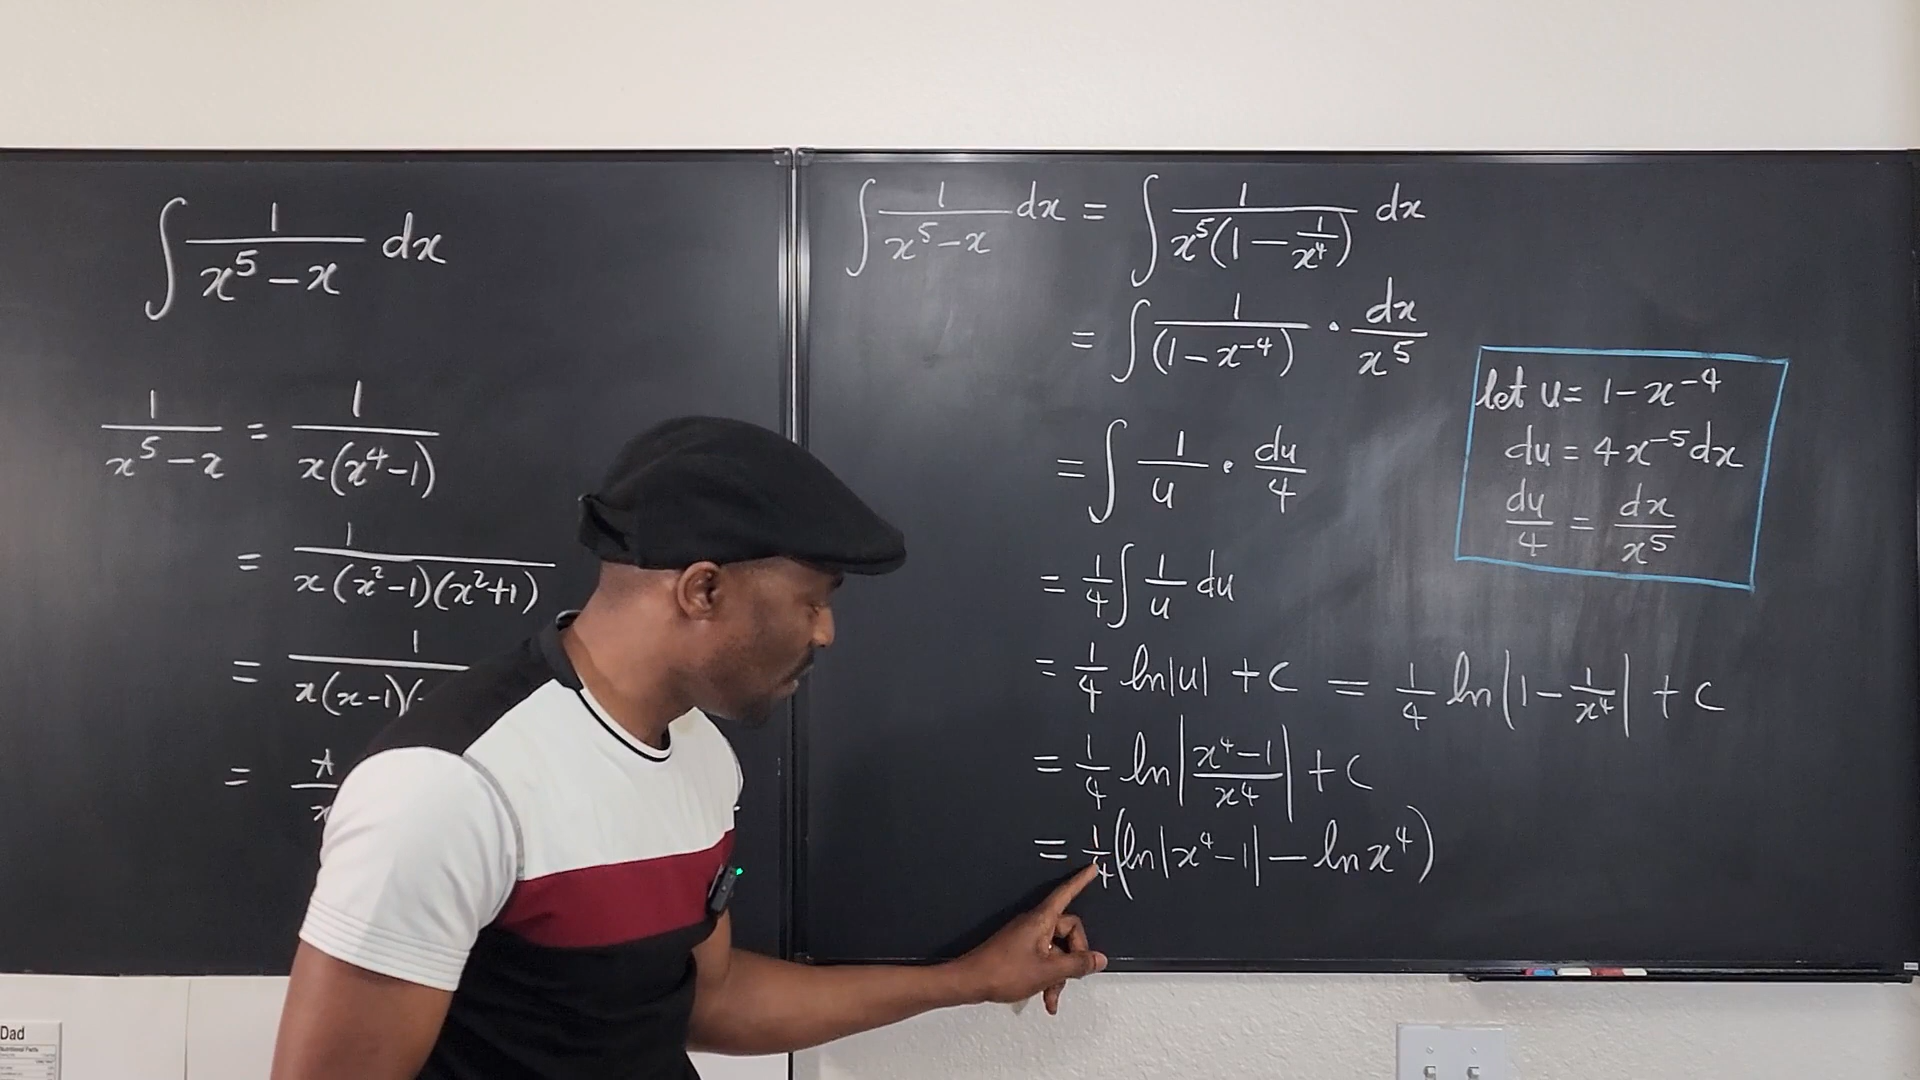 ∫ 1/(x⁵ − x) dx
1/(x⁵ − x) = 1/(x(x⁴ − 1))
= 1/(x(x² − 1)(x² + 1))
= 1/(x(x − 1)(
= A/x
∫ 1/(x⁵ − x) dx = ∫ 1/(x⁵(1 − 1/x⁴)) dx
= ∫ 1/(1 − x⁻⁴) · dx/x⁵
= ∫ 1/u · du/4
= 1/4 ∫ 1/u du
= 1/4 ln|u| + c = 1/4 ln|1 − 1/x⁴| + c
= 1/4 ln|(x⁴ − 1)/x⁴| + c
= 1/4 (ln|x⁴ − 1| − ln x⁴)
let u = 1 − x⁻⁴
du = 4x⁻⁵dx
du/4 = dx/x⁵
Dad
Nutritional Facts